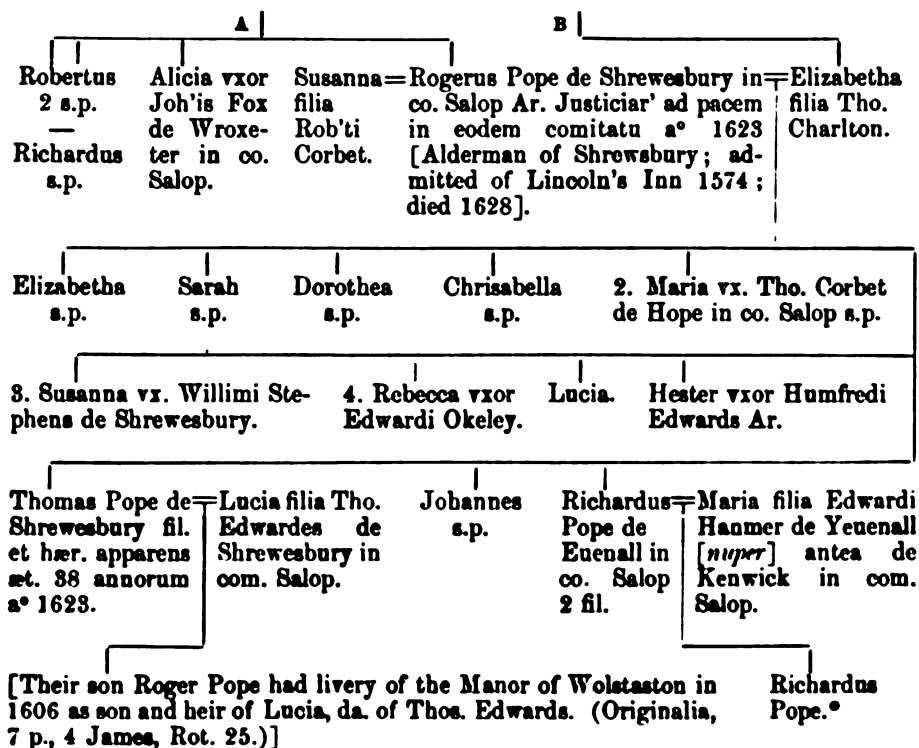 A B
Robertus
2 s.p.
—
Richardus
s.p.
Alicia vxor
Joh'is Fox
de Wroxe-
ter in co.
Salop.
Susanna=
filia
Rob'ti
Corbet.
Rogerus Pope de Shrewesbury in
co. Salop Ar. Justiciar' ad pacem
in eodem comitatu aº 1623
[Alderman of Shrewsbury; ad-
mitted of Lincoln's Inn 1574;
died 1628].
=Elizabetha
filia Tho.
Charlton.
Elizabetha
s.p.
Sarah
s.p.
Dorothea
s.p.
Chrisabella
s.p.
2. Maria vx. Tho. Corbet
de Hope in co. Salop s.p.
3. Susanna vx. Willimi Ste-
phens de Shrewesbury.
4. Rebecca vxor
Edwardi Okeley.
Lucia.
Hester vxor Humfredi
Edwards Ar.
Thomas Pope de=
Shrewesbury fil.
et hær. apparens
æt. 38 annorum
aº 1623.
Lucia filia Tho.
Edwardes de
Shrewesbury in
com. Salop.
Johannes
s.p.
Richardus=
Pope de
Euenall in
co. Salop
2 fil.
Maria filia Edwardi
Hanmer de Yeuenall
[nuper] antea de
Kenwick in com.
Salop.
[Their son Roger Pope had livery of the Manor of Wolstaston in
1606 as son and heir of Lucia, da. of Thos. Edwards. (Originalia,
7 p., 4 James, Rot. 25.)]
Richardus
Pope.*